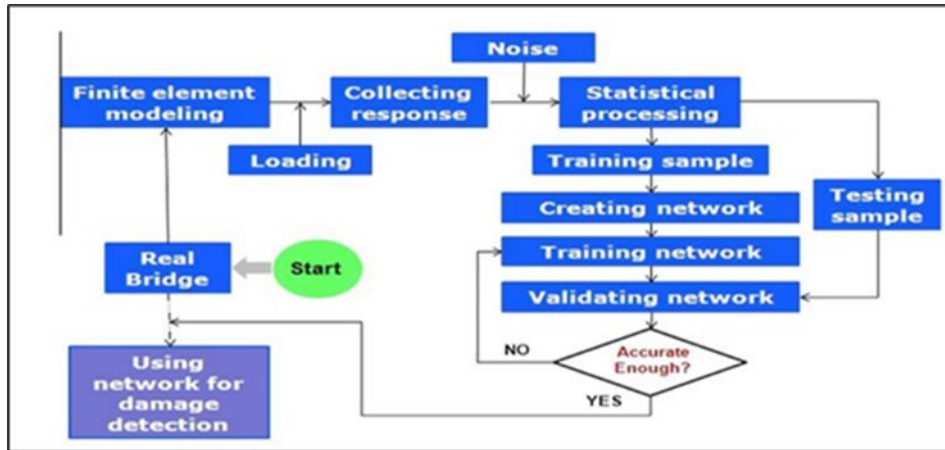 Noise
Finite element
modeling
Collecting
response
Statistical
processing
Loading
Training sample
Testing
sample
Creating network
Real
Bridge
Start
Training network
Validating network
Using
network for
damage
detection
NO
Accurate
Enough?
YES